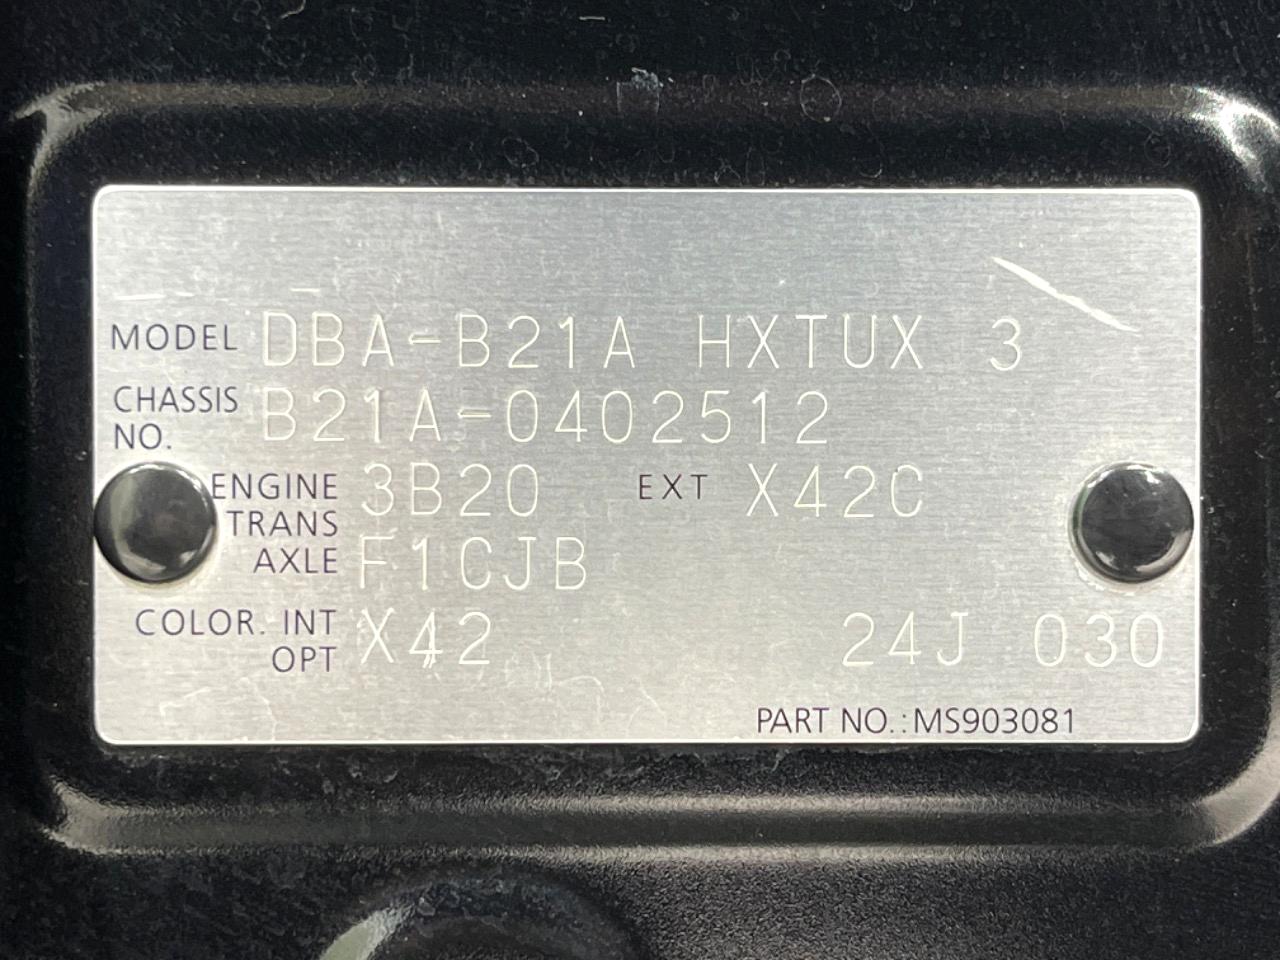 MODEL DBA-B21A HXTUX 3
CHASSIS NO. B21A-0402512
ENGINE 3B20 EXT X42C
TRANS AXLE F1CJB
COLOR. INT OPT X42 24J 030
PART NO.:MS903081